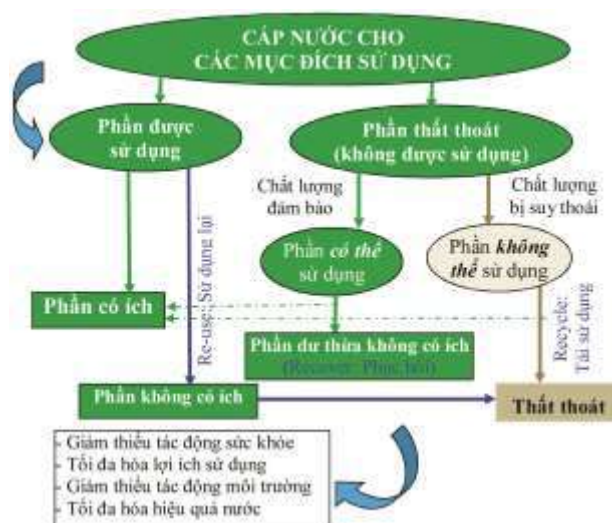 CẤP NƯỚC CHO
CÁC MỤC ĐÍCH SỬ DỤNG
Phần được
sử dụng
Phần thất thoát
(không được sử dụng)
Chất lượng
đảm bảo
Chất lượng
bị suy thoái
Phần có thể
sử dụng
Phần không
thể sử dụng
Phần có ích
Re-use: Sử dụng lại
Recycle:
Tái sử dụng
Phần dư thừa không có ích
(Recover: Phục hồi)
Phần không có ích
Thất thoát
- Giảm thiểu tác động sức khỏe
- Tối đa hóa lợi ích sử dụng
- Giảm thiểu tác động môi trường
- Tối đa hóa hiệu quả nước